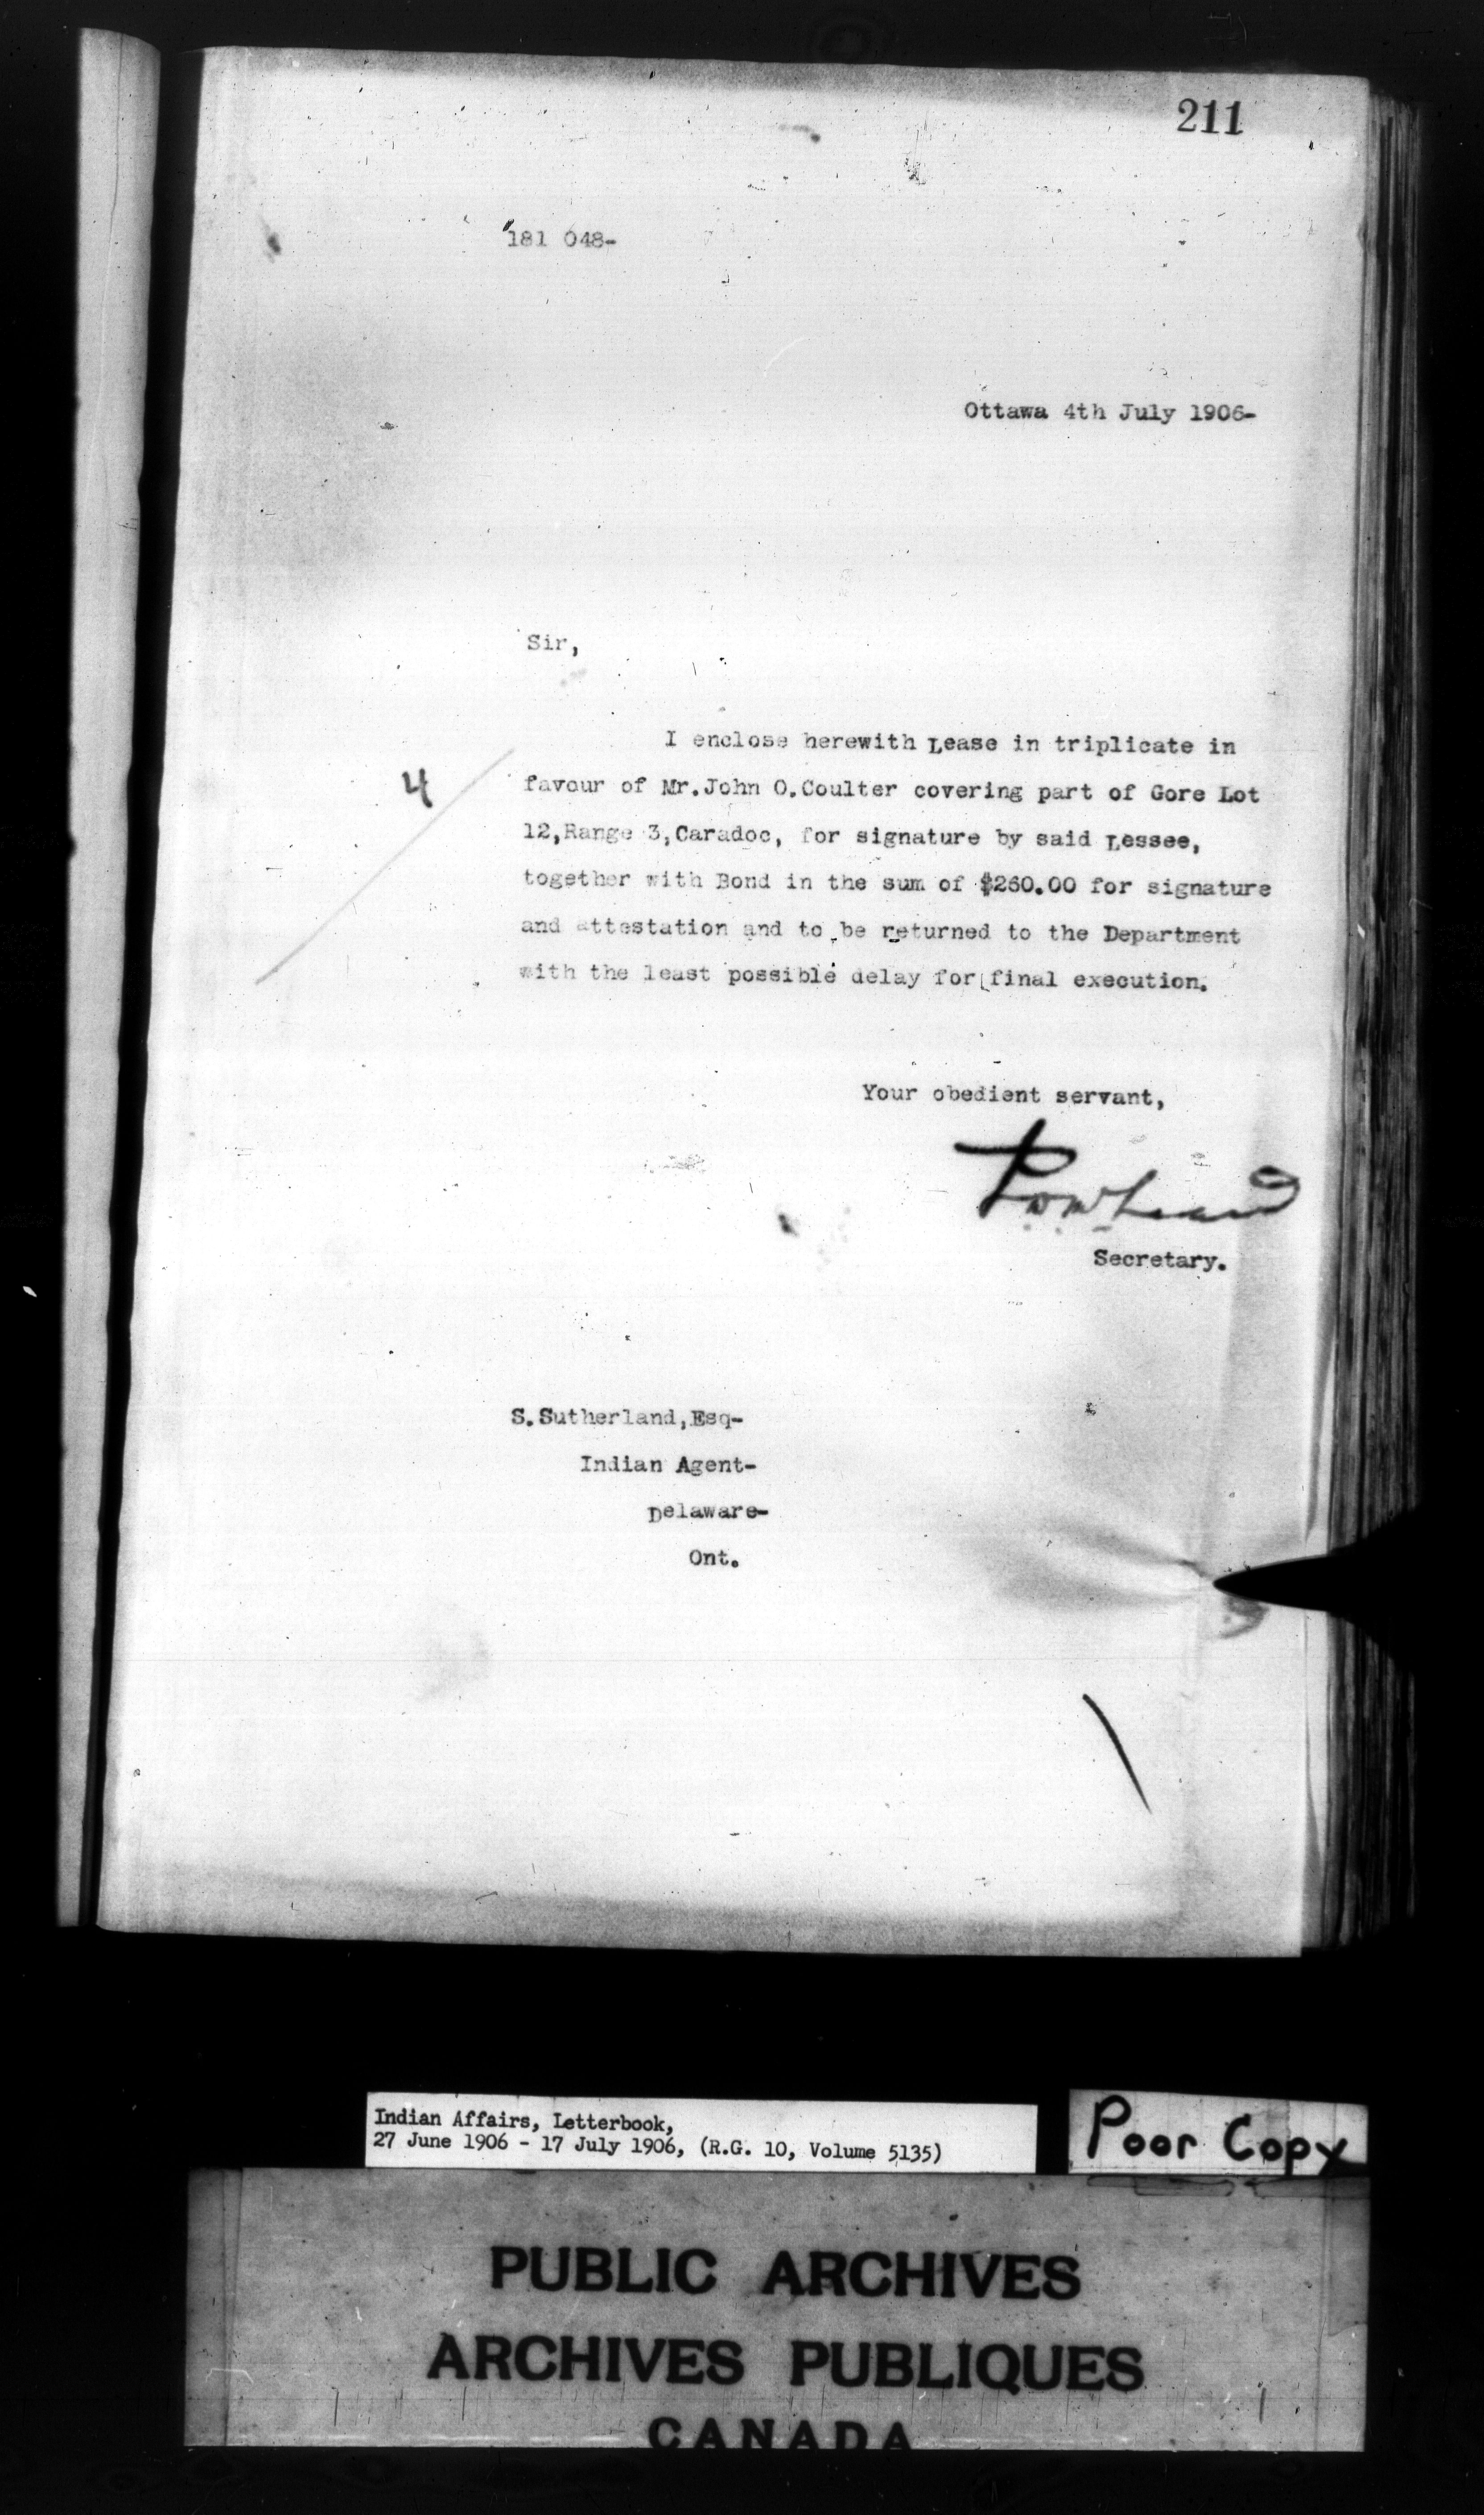 211
181 048-
Ottawa 4th July 1906-
Sir,
I enclose herewith Lease in triplicate in
4
favour of Mr.John O.Coulter covering part of Gore Lot
12,Range 3,Caradoc, for signature by said Lessee,
together with Bond in the sum of $260.00 for signature
and attestation and to be returned to the Department
with the least possible delay for final execution.
Your obedient servant,
Secretary.
S.Sutherland,Esq-
Indian Agent-
Delaware-
Ont.
Indian Affairs, Letterbook,
27 June 1906 - 17 July 1906, (R.G. 10, Volume 5135)
Poor Copy
PUBLIC ARCHIVES
ARCHIVES PUBLIQUES
CANADA